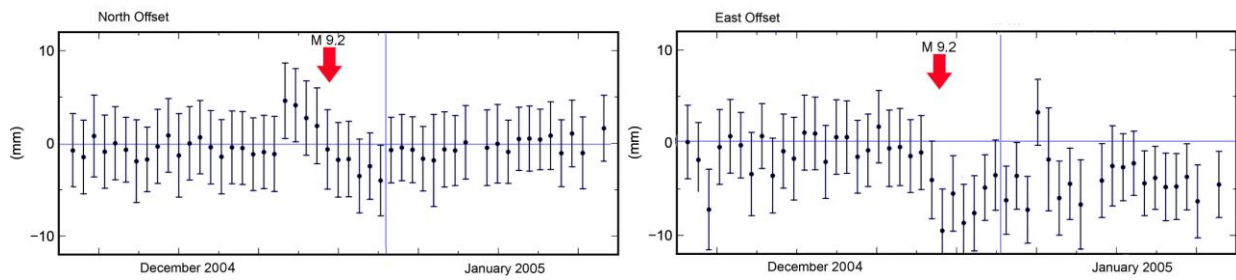 North Offset
M 9.2
10
0
−10
(mm)
December 2004
January 2005
East Offset
M 9.2
10
0
−10
(mm)
December 2004
January 2005